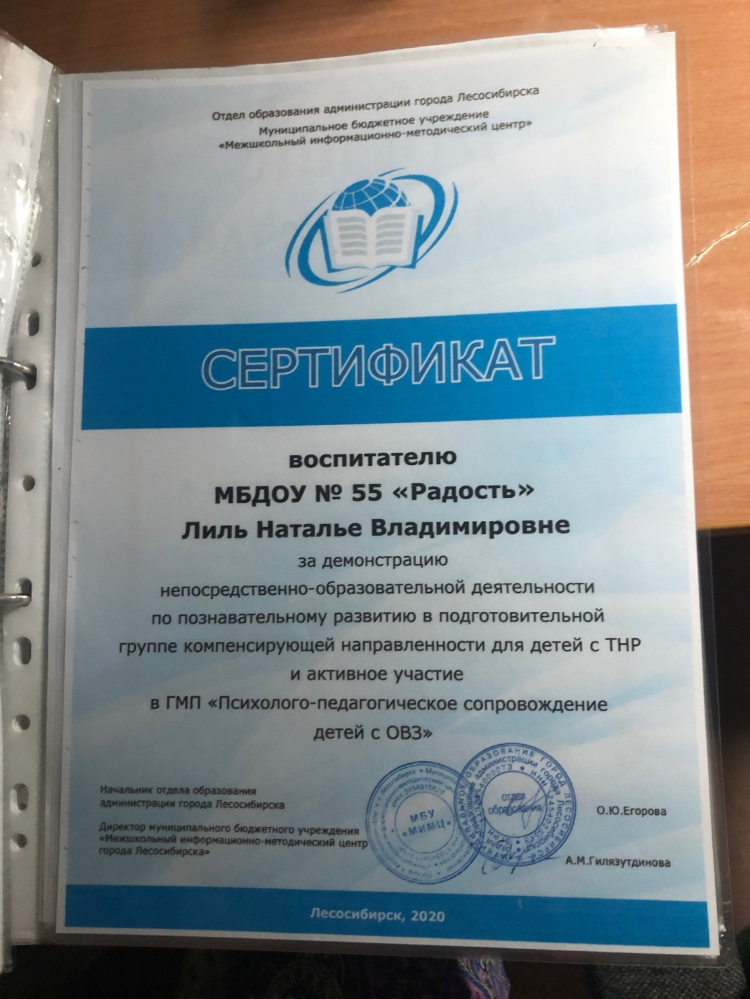 Отдел образования администрации города Лесосибирска
Муниципальное бюджетное учреждение
«Межшкольный информационно-методический центр»
СЕРТИФИКАТ
воспитателю
МБДОУ № 55 «Радость»
Лиль Наталье Владимировне
за демонстрацию
непосредственно-образовательной деятельности
по познавательному развитию в подготовительной
группе компенсирующей направленности для детей с ТНР
и активное участие
в ГМП «Психолого-педагогическое сопровождение
детей с ОВЗ»
Начальник отдела образования
администрации города Лесосибирска
О.Ю.Егорова
Директор муниципального бюджетного учреждения
«Межшкольный информационно-методический центр
города Лесосибирска»
А.М.Гилязутдинова
МБУ
«МИМЦ»
отдел
образования
Лесосибирск, 2020